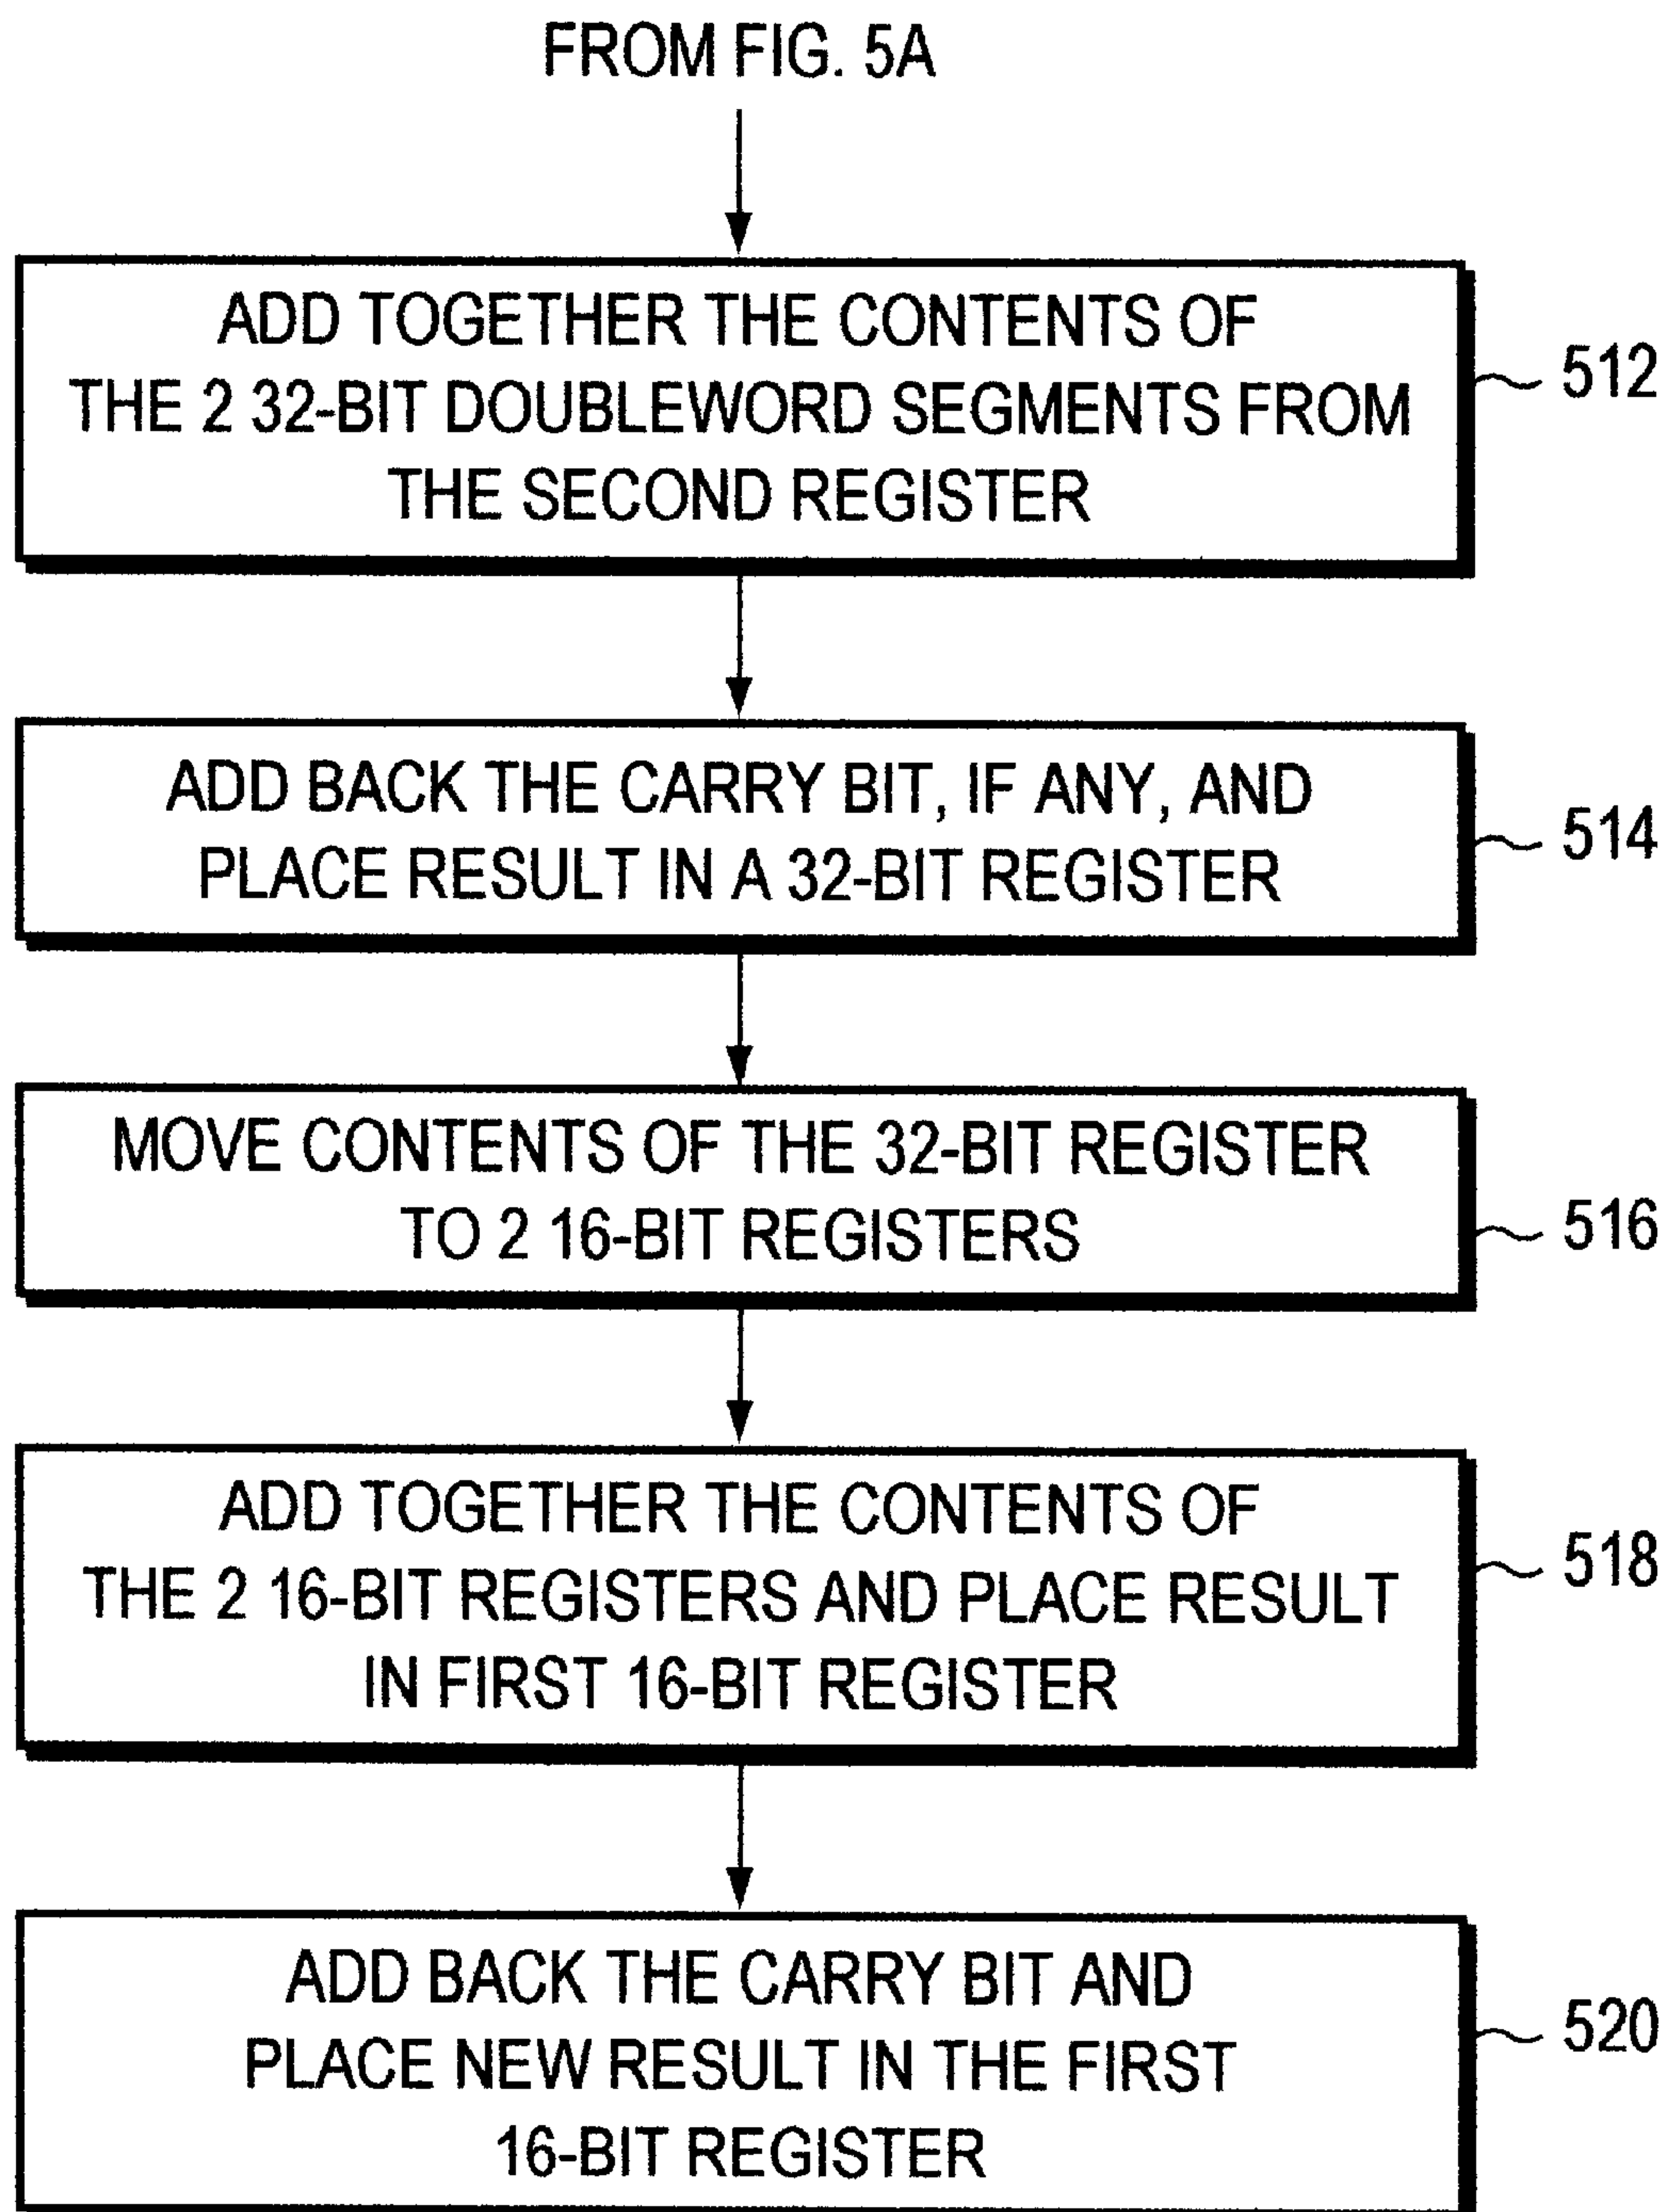 FROM FIG. 5A
ADD TOGETHER THE CONTENTS OF
THE 2 32-BIT DOUBLEWORD SEGMENTS FROM
THE SECOND REGISTER
512
ADD BACK THE CARRY BIT, IF ANY, AND
PLACE RESULT IN A 32-BIT REGISTER
514
MOVE CONTENTS OF THE 32-BIT REGISTER
TO 2 16-BIT REGISTERS
516
ADD TOGETHER THE CONTENTS OF
THE 2 16-BIT REGISTERS AND PLACE RESULT
IN FIRST 16-BIT REGISTER
518
ADD BACK THE CARRY BIT AND
PLACE NEW RESULT IN THE FIRST
16-BIT REGISTER
520